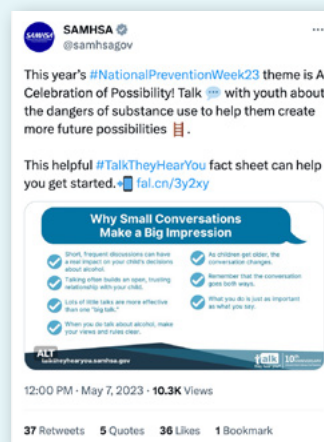 SAMHSA
SAMHSA
@samhsagov
...
This year's #NationalPreventionWeek23 theme is A
Celebration of Possibility! Talk 💬 with youth about
the dangers of substance use to help them create
more future possibilities 🪜.
This helpful #TalkTheyHearYou fact sheet can help
you get started.📲 fal.cn/3y2xy
Why Small Conversations
Make a Big Impression
Short, frequent discussions can have
a real impact on your child's decisions
about alcohol.
Talking often builds an open, trusting
relationship with your child.
Lots of little talks are more effective
than one "big talk."
When you do talk about alcohol, make
your views and rules clear.
As children get older, the
conversation changes.
Remember that the conversation
goes both ways.
What you do is just as important
as what you say.
ALT
talktheyhearyou.samhsa.gov
talk
10th
12:00 PM · May 7, 2023 · 10.3K Views
37 Retweets 5 Quotes 36 Likes 1 Bookmark